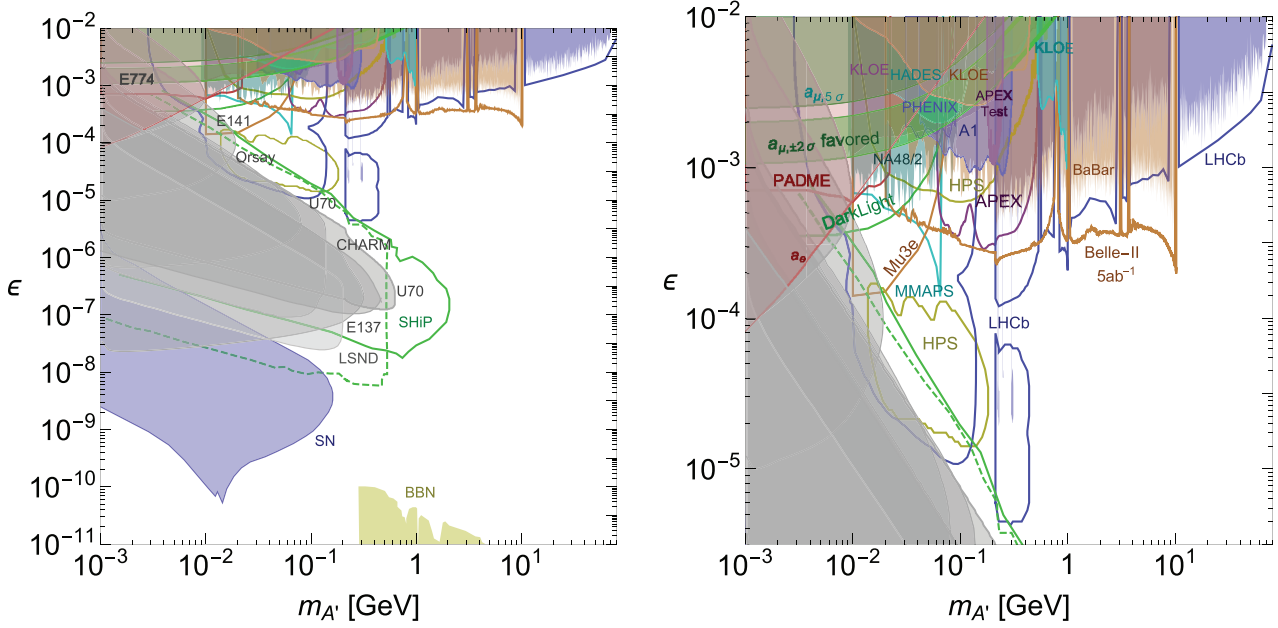 10⁻²
10⁻³
10⁻⁴
10⁻⁵
10⁻⁶
10⁻⁷
10⁻⁸
10⁻⁹
10⁻¹⁰
10⁻¹¹
ϵ
E774
E141
Orsay
U70
CHARM
U70
E137
SHiP
LSND
SN
BBN
10⁻³ 10⁻² 10⁻¹ 1 10¹
m_A' [GeV]
10⁻²
10⁻³
10⁻⁴
10⁻⁵
ϵ
KLOE
KLOE
HADES
KLOE
a_μ,5 σ
APEX
Test
PHENIX
A1
a_μ,±2 σ favored
NA48/2
LHCb
BaBar
PADME
HPS
APEX
DarkLight
a_e
Mu3e
Belle−II
5ab⁻¹
MMAPS
LHCb
HPS
10⁻³ 10⁻² 10⁻¹ 1 10¹
m_A' [GeV]